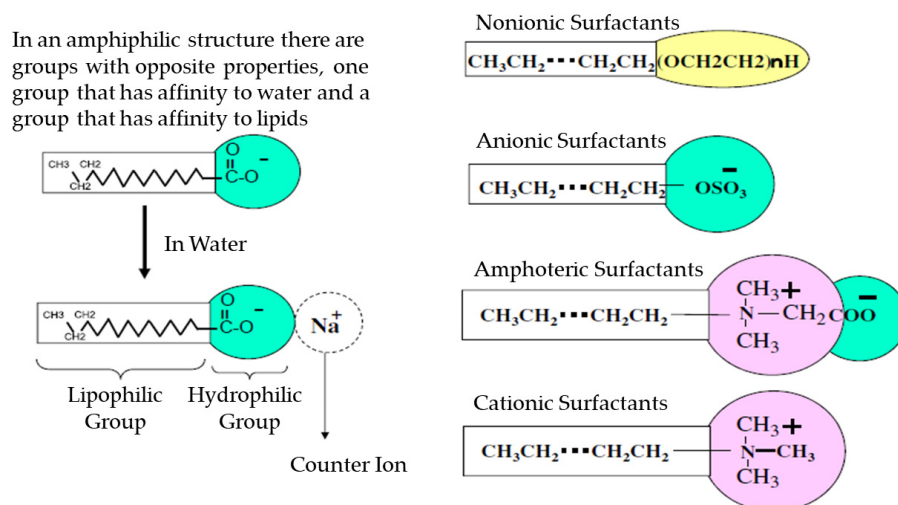 In an amphiphilic structure there are
groups with opposite properties, one
group that has affinity to water and a
group that has affinity to lipids
CH3 CH2
CH2
O
C-O
−
In Water
CH3 CH2
CH2
O
C-O
−
Na+
Lipophilic
Group
Hydrophilic
Group
Counter Ion
Nonionic Surfactants
CH3CH2---CH2CH2(OCH2CH2)nH
Anionic Surfactants
CH3CH2---CH2CH2 OSO3
−
Amphoteric Surfactants
CH3+
CH3CH2---CH2CH2 N-CH2COO
−
CH3
Cationic Surfactants
CH3+
CH3CH2---CH2CH2 N-CH3
CH3